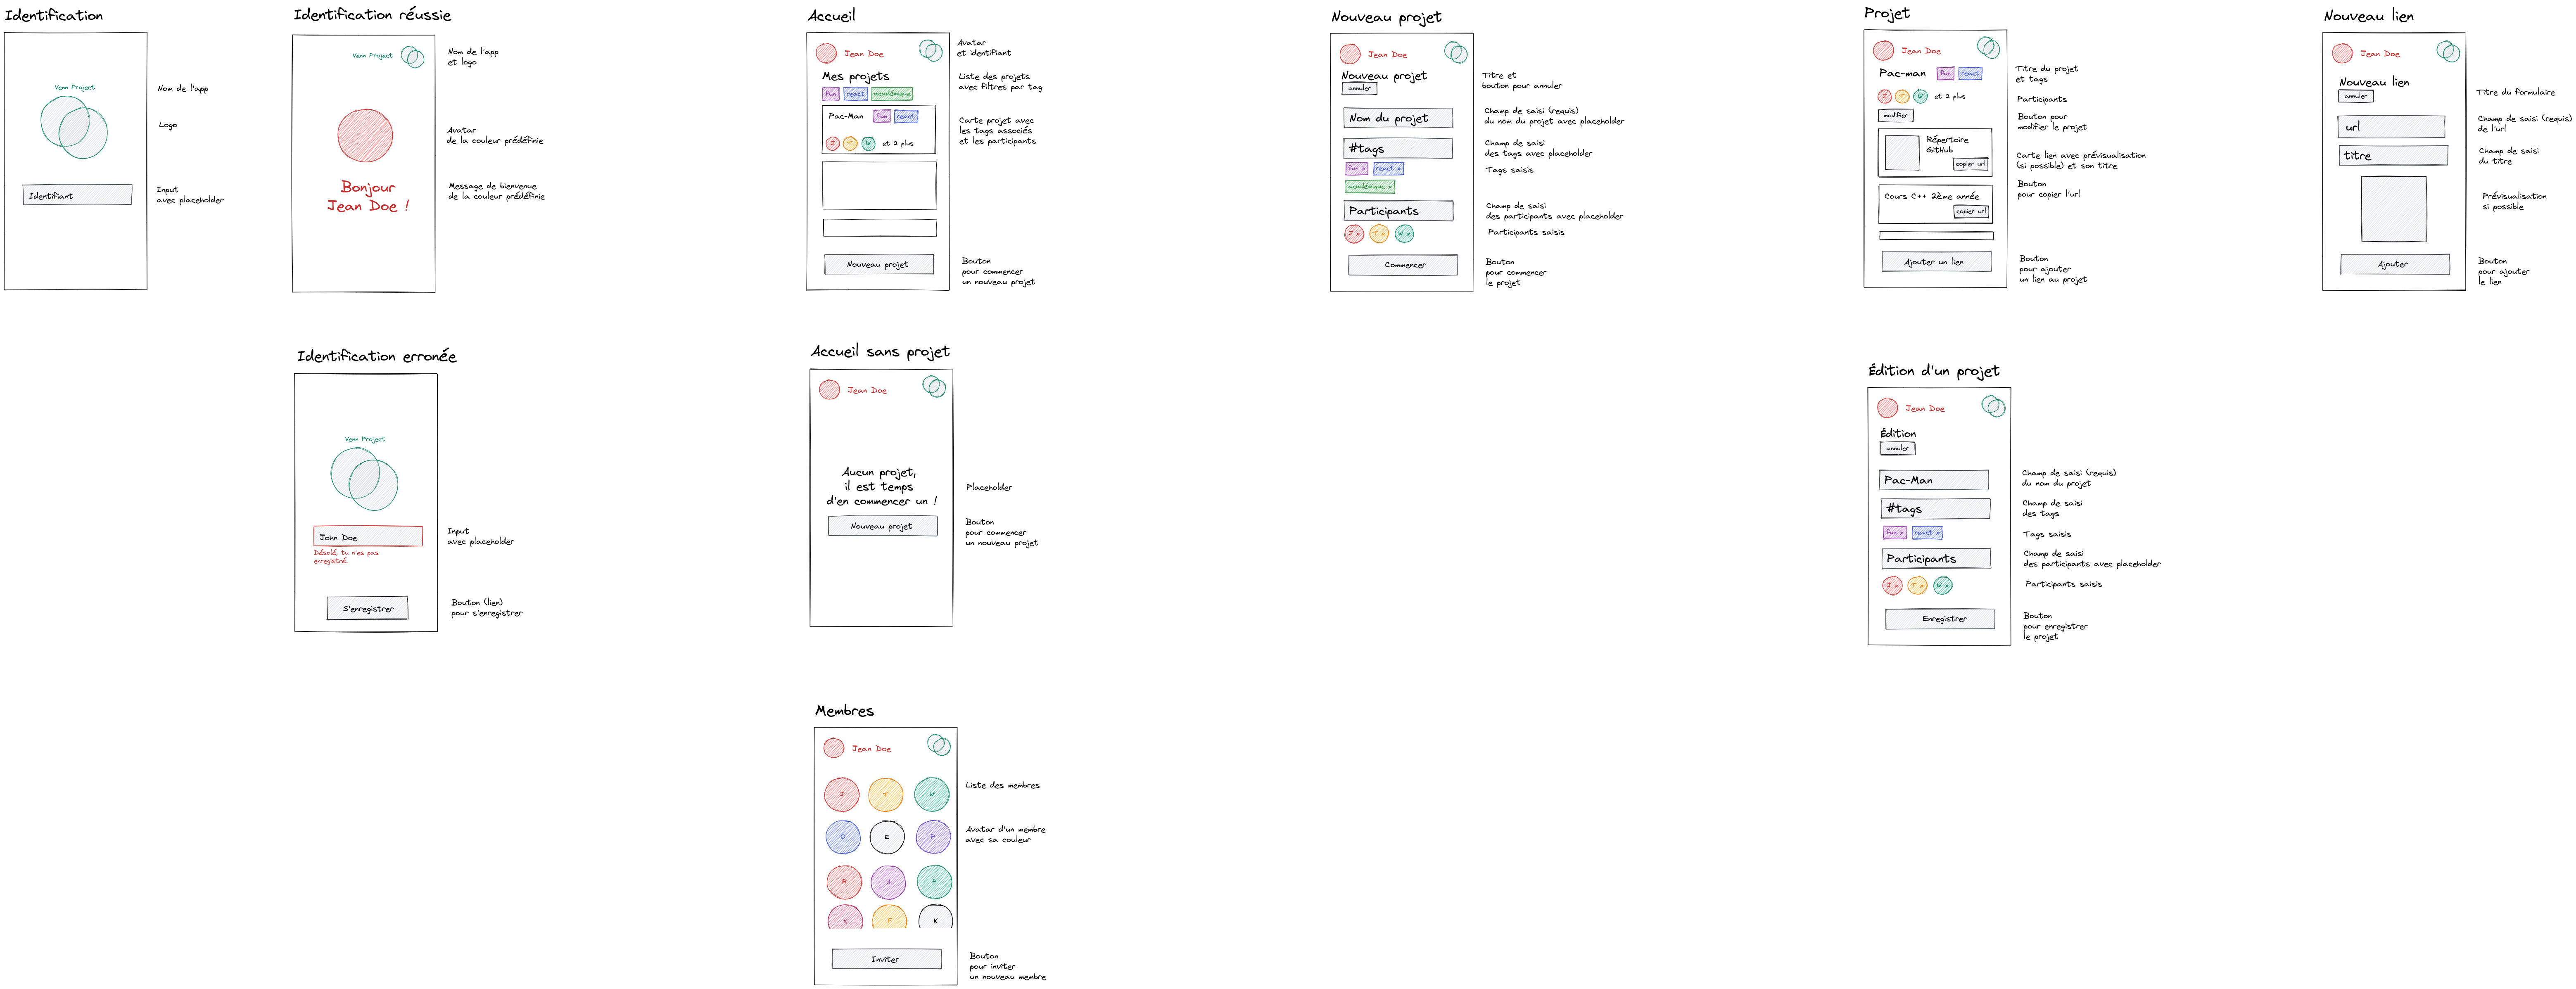 Identification
Venn Project
Identifiant
Nom de l'app
Logo
Input
avec placeholder
Identification réussie
Venn Project
Bonjour
Jean Doe !
Nom de l'app
et logo
Avatar
de la couleur prédéfinie
Message de bienvenue
de la couleur prédéfinie
Accueil
Jean Doe
Mes projets
fun
react
académique
Pac-Man
fun
react
J
T
W
et 2 plus
Nouveau projet
Avatar
et identifiant
Liste des projets
avec filtres par tag
Carte projet avec
les tags associés
et les participants
Bouton
pour commencer
un nouveau projet
Nouveau projet
Jean Doe
Nouveau projet
annuler
Nom du projet
#tags
fun x
react x
académique x
Participants
J x
T x
W x
Commencer
Titre et
bouton pour annuler
Champ de saisi (requis)
du nom du projet avec placeholder
Champ de saisi
des tags avec placeholder
Tags saisis
Champ de saisi
des participants avec placeholder
Participants saisis
Bouton
pour commencer
le projet
Projet
Jean Doe
Pac-man
fun
react
J
T
W
et 2 plus
modifier
Répertoire
GitHub
copier url
Cours C++ 2ème année
copier url
Ajouter un lien
Titre du projet
et tags
Participants
Bouton pour
modifier le projet
Carte lien avec prévisualisation
(si possible) et son titre
Bouton
pour copier l'url
Bouton
pour ajouter
un lien au projet
Nouveau lien
Jean Doe
Nouveau lien
annuler
url
titre
Ajouter
Titre du formulaire
Champ de saisi (requis)
de l'url
Champ de saisi
du titre
Prévisualisation
si possible
Bouton
pour ajouter
le lien
Identification erronée
Venn Project
John Doe
Désolé, tu n'es pas
enregistré.
S'enregistrer
Input
avec placeholder
Bouton (lien)
pour s'enregistrer
Accueil sans projet
Jean Doe
Aucun projet,
il est temps
d'en commencer un !
Nouveau projet
Placeholder
Bouton
pour commencer
un nouveau projet
Édition d'un projet
Jean Doe
Édition
annuler
Pac-Man
#tags
fun x
react x
Participants
J x
T x
W x
Enregistrer
Champ de saisi (requis)
du nom du projet
Champ de saisi
des tags
Tags saisis
Champ de saisi
des participants avec placeholder
Participants saisis
Bouton
pour enregistrer
le projet
Membres
Jean Doe
J
T
W
O
E
P
R
A
P
X
F
K
Inviter
Liste des membres
Avatar d'un membre
avec sa couleur
Bouton
pour inviter
un nouveau membre